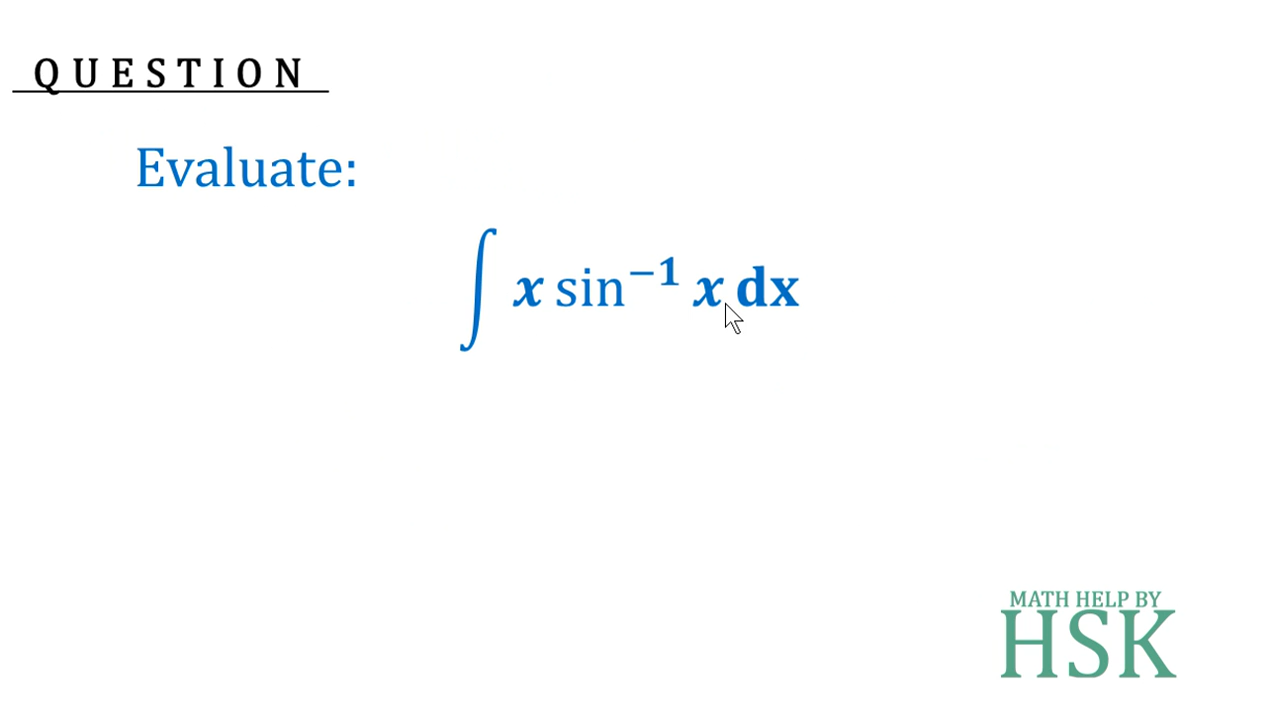 QUESTION
Evaluate:
∫ x sin⁻¹ x dx
MATH HELP BY
HSK